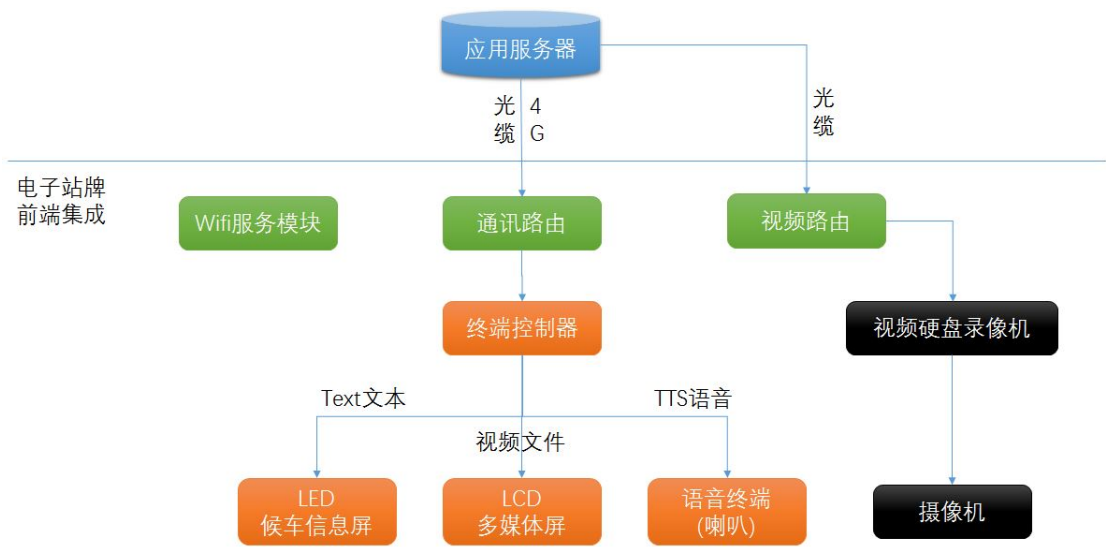 应用服务器
光缆
4G
光缆
电子站牌
前端集成
Wifi服务模块
通讯路由
视频路由
终端控制器
视频硬盘录像机
Text文本
TTS语音
视频文件
LED
候车信息屏
LCD
多媒体屏
语音终端
(喇叭)
摄像机